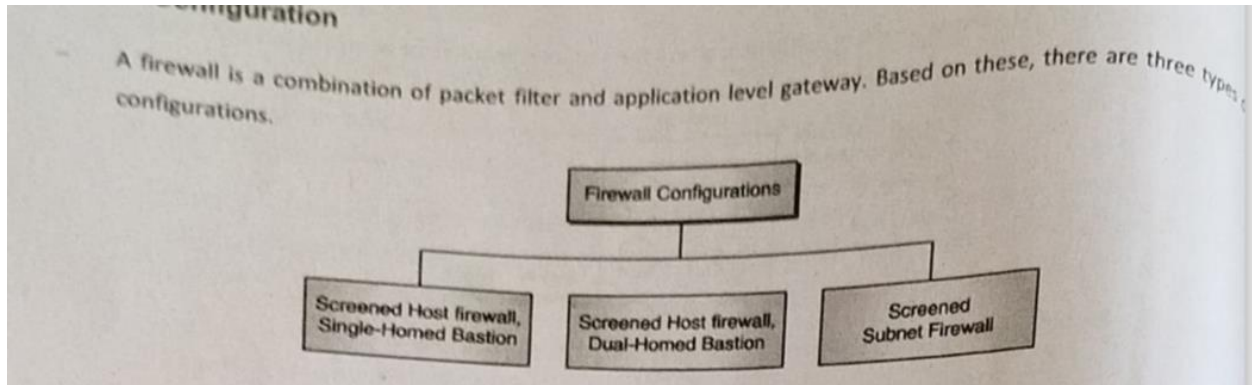 A firewall is a combination of packet filter and application level gateway. Based on these, there are three types
configurations.
Firewall Configurations
Screened Host firewall,
Single-Homed Bastion
Screened Host firewall,
Dual-Homed Bastion
Screened
Subnet Firewall